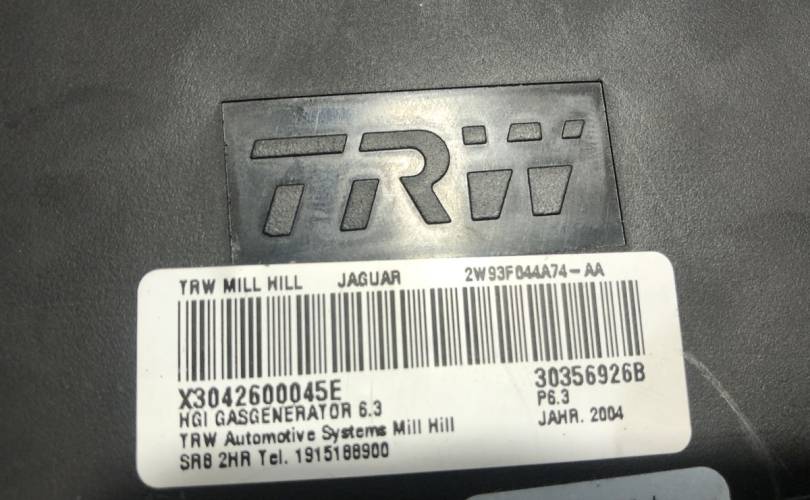 TRW
TRW MILL HILL JAGUAR 2W93F044A74-AA
X3042600045E 30356926B
HGI GASGENERATOR 6.3 P6.3
TRW Automotive Systems Mill Hill JAHR. 2004
SR8 2HR Tel. 1915188900